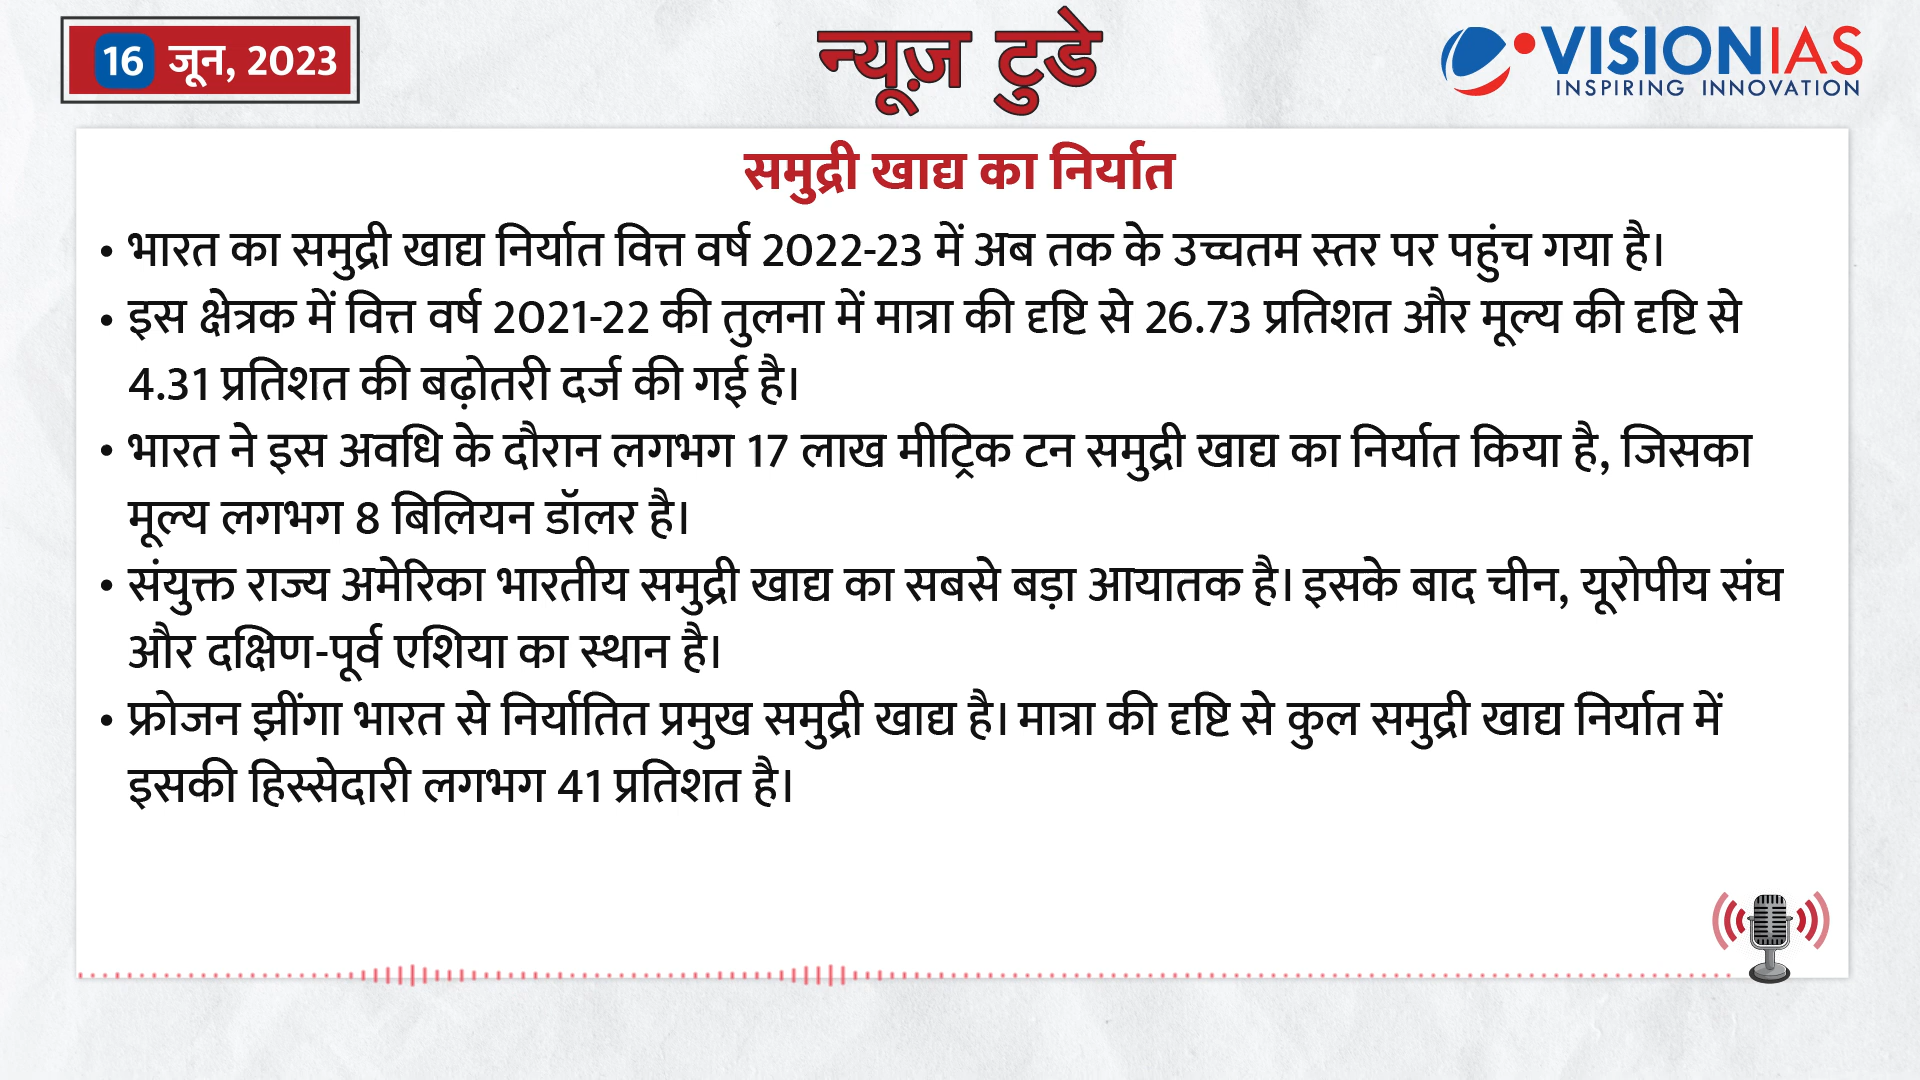 16 जून, 2023
न्यूज़ टुडे
VISIONIAS
INSPIRING INNOVATION
समुद्री खाद्य का निर्यात
• भारत का समुद्री खाद्य निर्यात वित्त वर्ष 2022-23 में अब तक के उच्चतम स्तर पर पहुंच गया है।
• इस क्षेत्रक में वित्त वर्ष 2021-22 की तुलना में मात्रा की दृष्टि से 26.73 प्रतिशत और मूल्य की दृष्टि से
4.31 प्रतिशत की बढ़ोतरी दर्ज की गई है।
• भारत ने इस अवधि के दौरान लगभग 17 लाख मीट्रिक टन समुद्री खाद्य का निर्यात किया है, जिसका
मूल्य लगभग 8 बिलियन डॉलर है।
• संयुक्त राज्य अमेरिका भारतीय समुद्री खाद्य का सबसे बड़ा आयातक है। इसके बाद चीन, यूरोपीय संघ
और दक्षिण-पूर्व एशिया का स्थान है।
• फ्रोजन झींगा भारत से निर्यातित प्रमुख समुद्री खाद्य है। मात्रा की दृष्टि से कुल समुद्री खाद्य निर्यात में
इसकी हिस्सेदारी लगभग 41 प्रतिशत है।